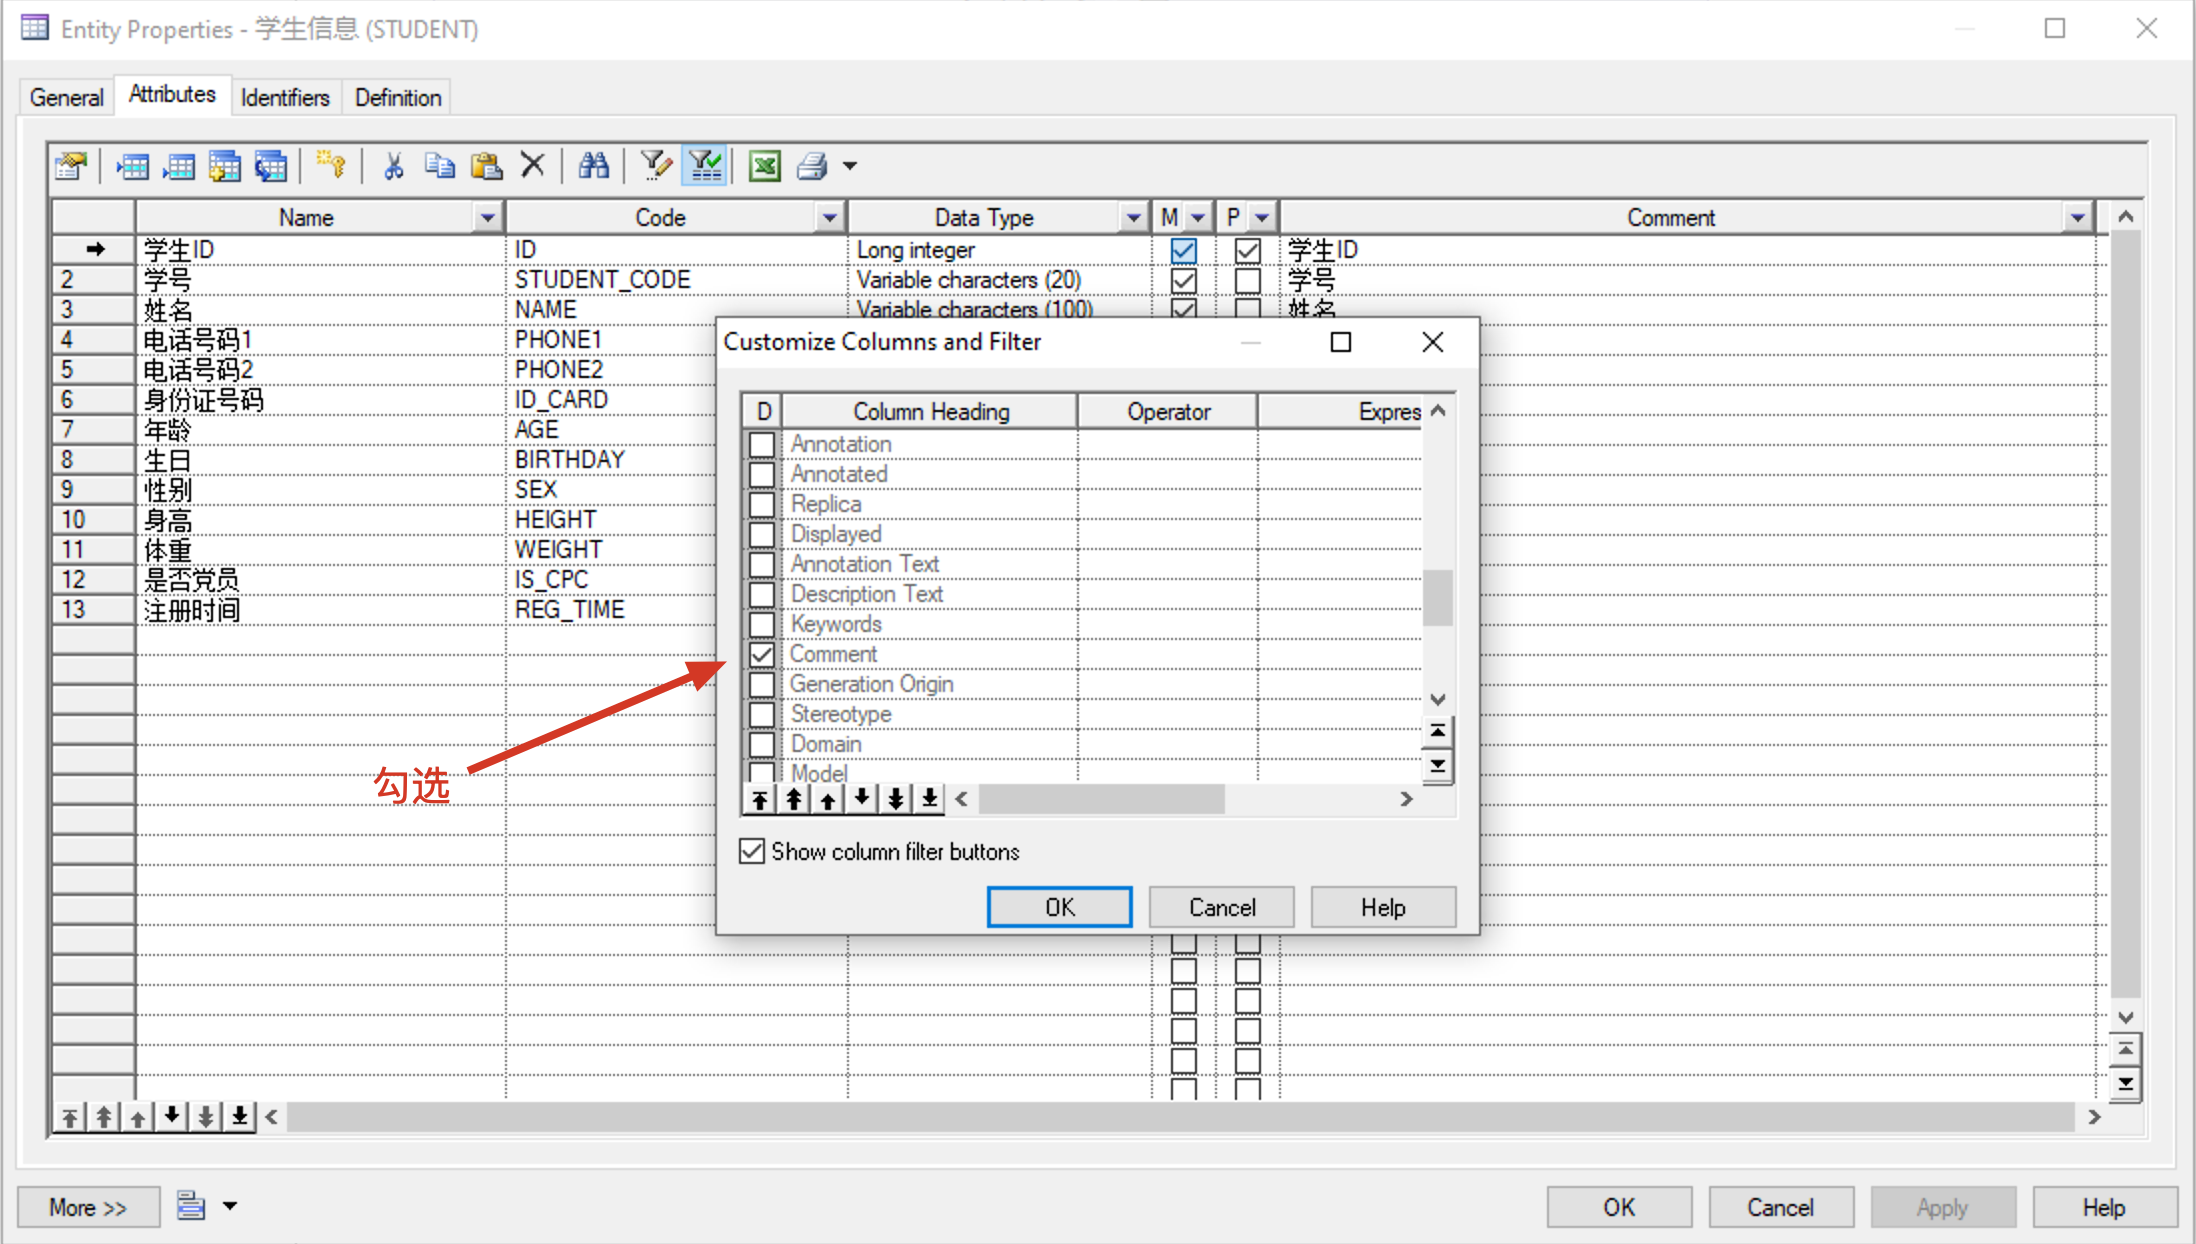 Entity Properties - 学生信息 (STUDENT)
General Attributes Identifiers Definition
Name Code Data Type M P Comment
学生ID ID Long integer 学生ID
2 学号 STUDENT_CODE Variable characters (20) 学号
3 姓名 NAME Variable characters (100) 姓名
4 电话号码1 PHONE1
5 电话号码2 PHONE2
6 身份证号码 ID_CARD
7 年龄 AGE
8 生日 BIRTHDAY
9 性别 SEX
10 身高 HEIGHT
11 体重 WEIGHT
12 是否党员 IS_CPC
13 注册时间 REG_TIME
Customize Columns and Filter
D Column Heading Operator Expres
Annotation
Annotated
Replica
Displayed
Annotation Text
Description Text
Keywords
Comment
Generation Origin
Stereotype
Domain
Model
勾选
Show column filter buttons
OK Cancel Help
More >> OK Cancel Apply Help